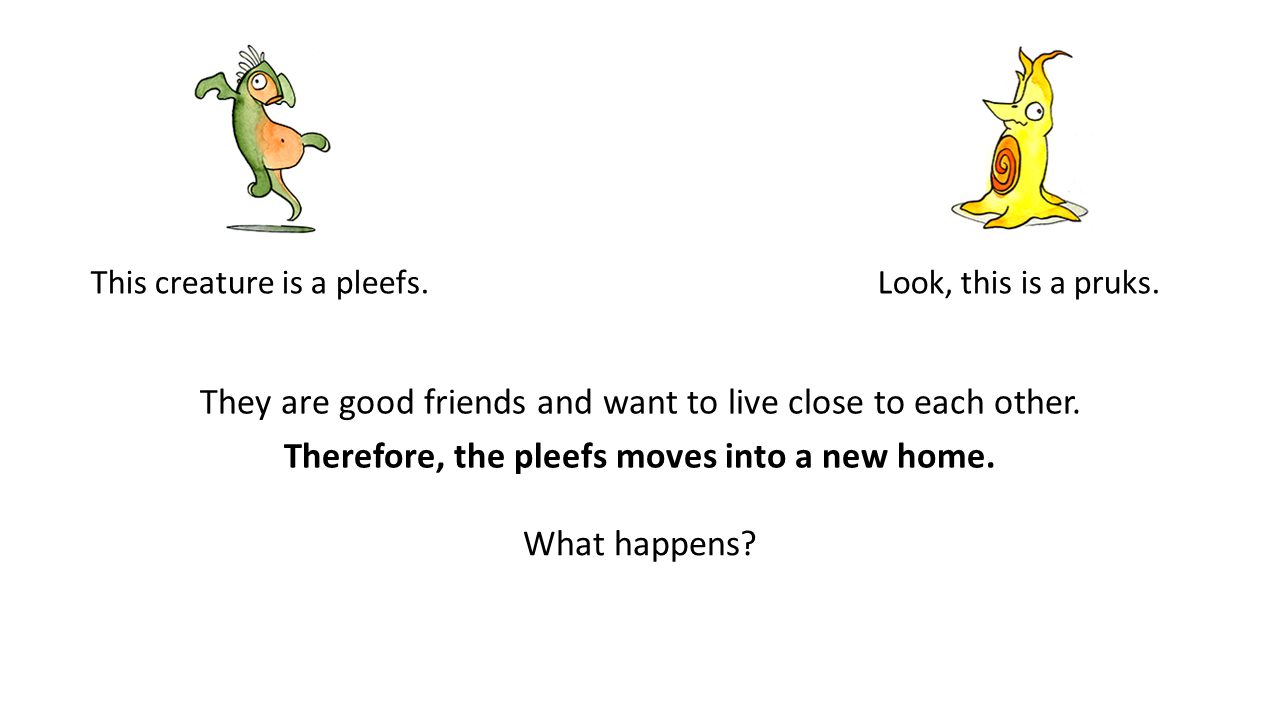 This creature is a pleefs.
Look, this is a pruks.
They are good friends and want to live close to each other.
Therefore, the pleefs moves into a new home.
What happens?